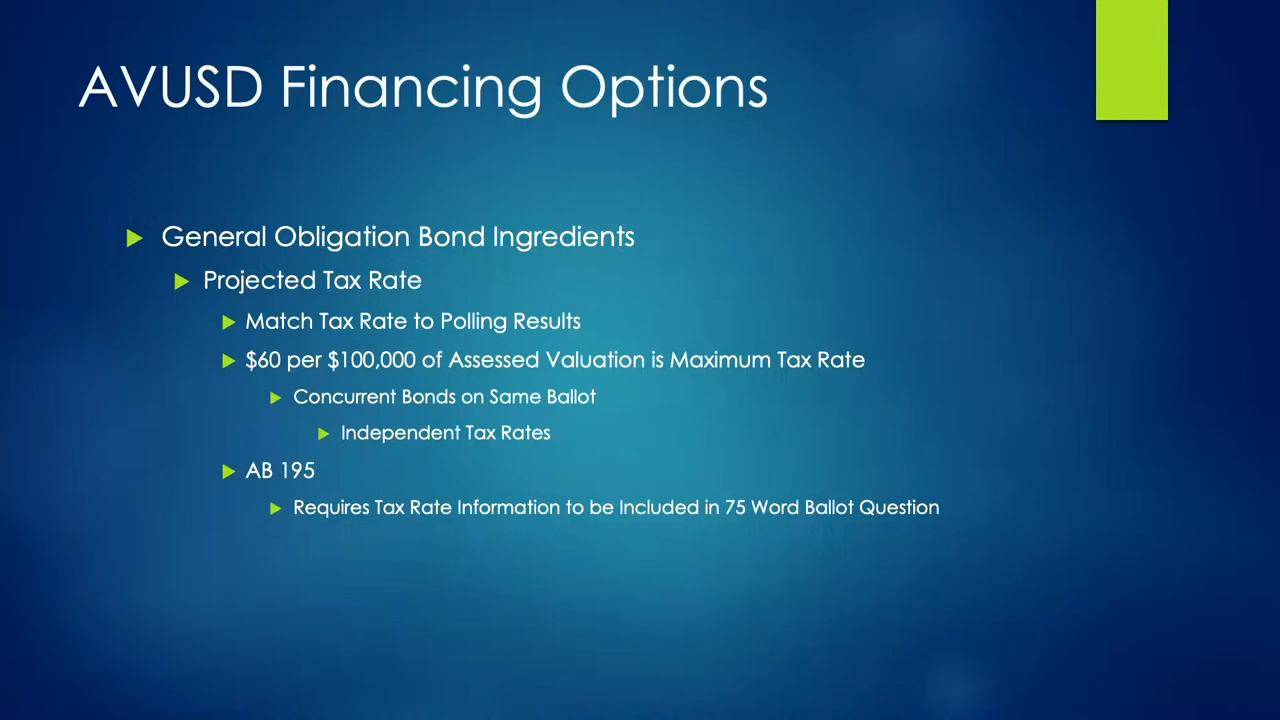 AVUSD Financing Options
General Obligation Bond Ingredients
Projected Tax Rate
Match Tax Rate to Polling Results
$60 per $100,000 of Assessed Valuation is Maximum Tax Rate
Concurrent Bonds on Same Ballot
Independent Tax Rates
AB 195
Requires Tax Rate Information to be Included in 75 Word Ballot Question